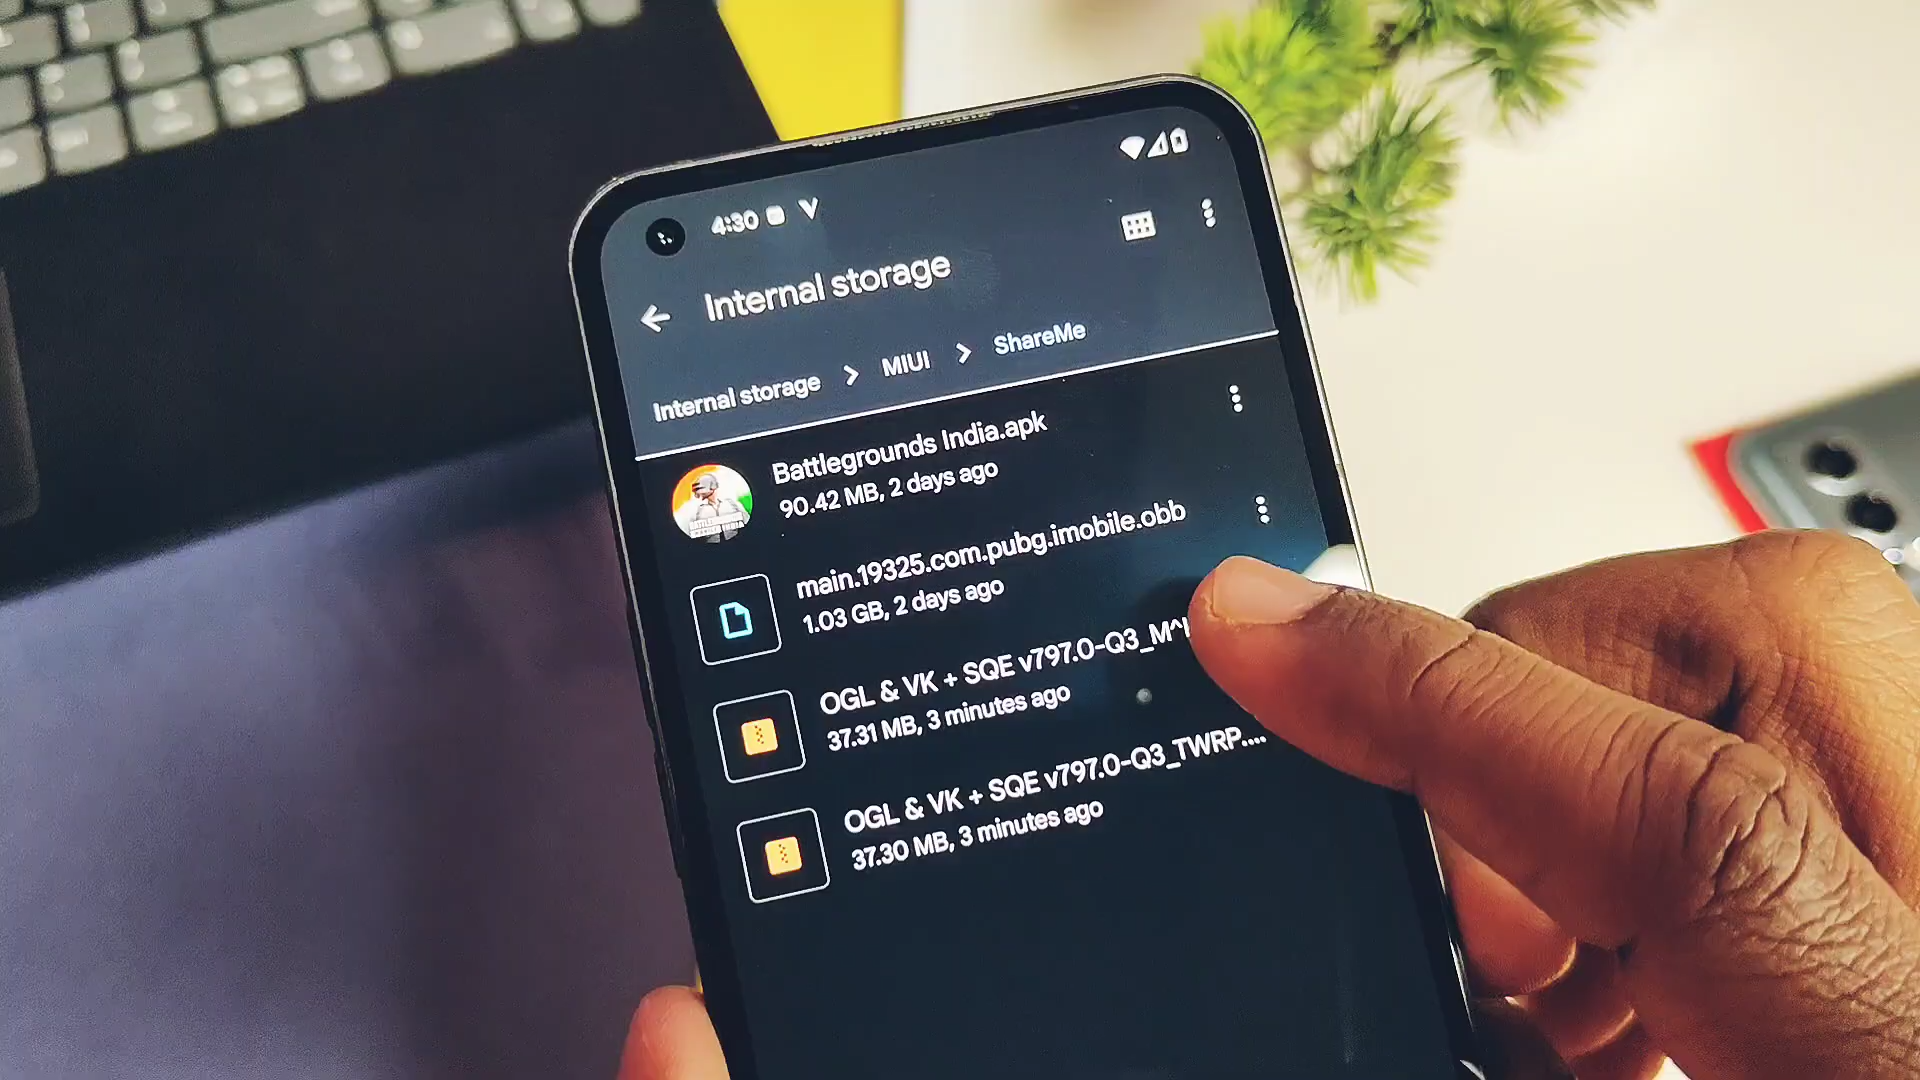 4:30
Internal storage
Internal storage > MIUI > ShareMe
Battlegrounds India.apk
90.42 MB, 2 days ago
main.19325.com.pubg.imobile.obb
1.03 GB, 2 days ago
OGL & VK + SQE v797.0-Q3_M^
37.31 MB, 3 minutes ago
OGL & VK + SQE v797.0-Q3_TWRP....
37.30 MB, 3 minutes ago